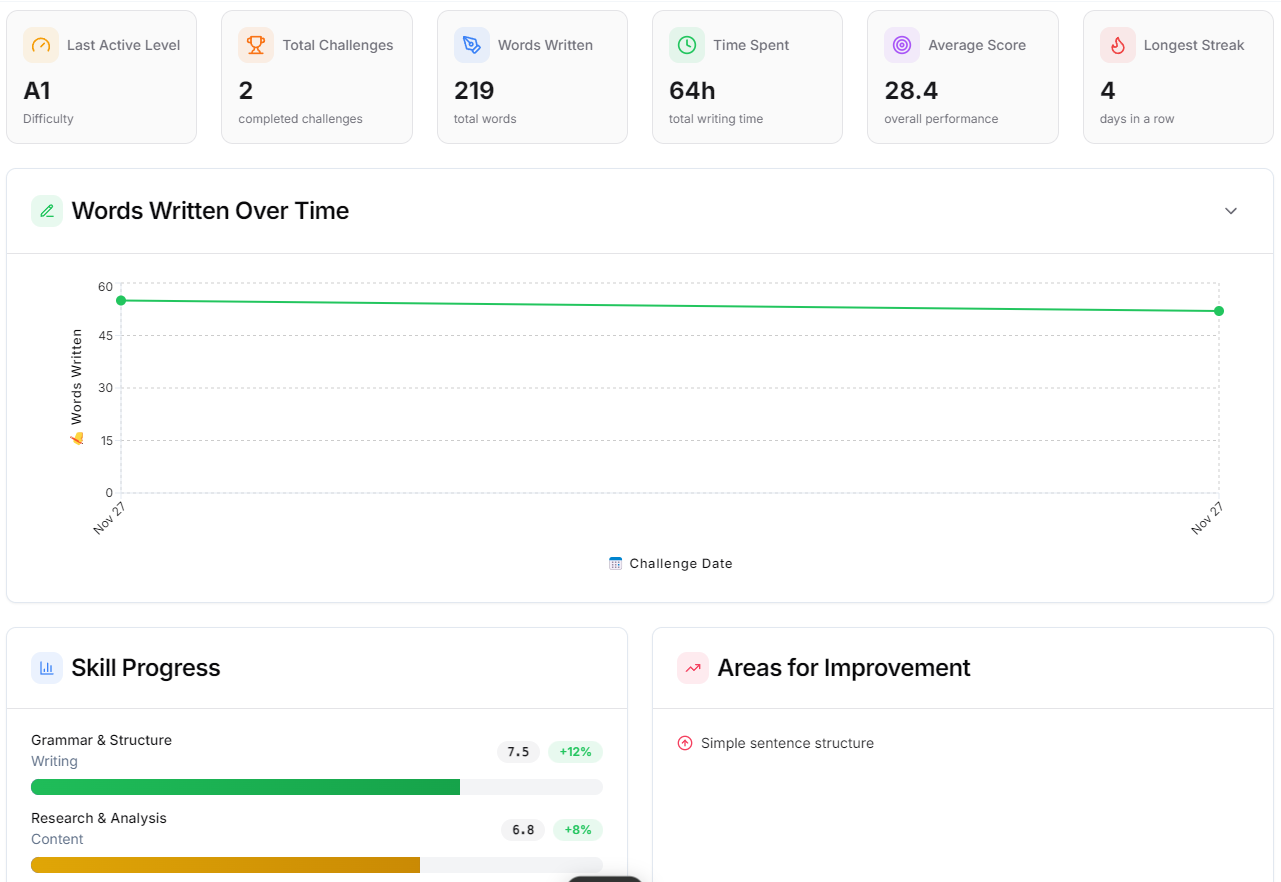 Last Active Level
A1
Difficulty
Total Challenges
2
completed challenges
Words Written
219
total words
Time Spent
64h
total writing time
Average Score
28.4
overall performance
Longest Streak
4
days in a row
Words Written Over Time
60
45
30
15
0
Words Written
Nov 27
Nov 27
Challenge Date
Skill Progress
Grammar & Structure
Writing
7.5
+12%
Research & Analysis
Content
6.8
+8%
Areas for Improvement
Simple sentence structure